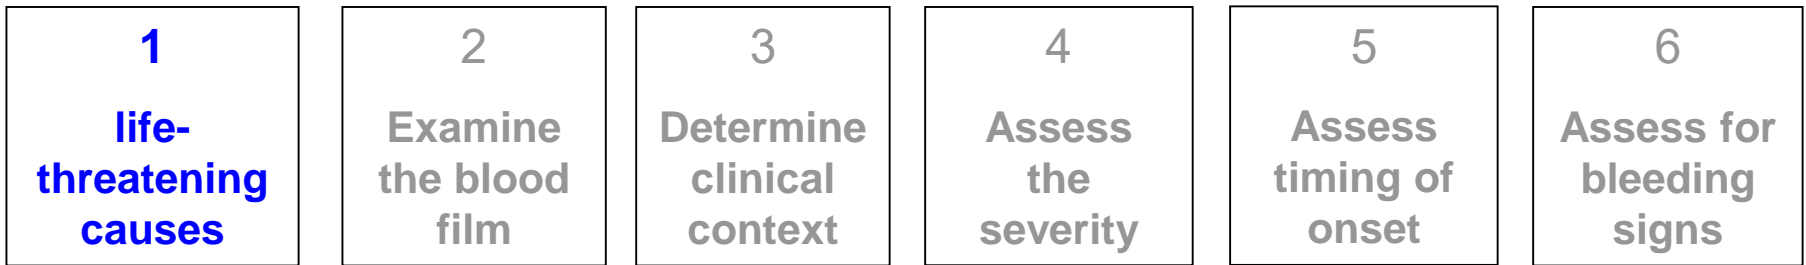 1
life-
threatening
causes
2
Examine
the blood
film
3
Determine
clinical
context
4
Assess
the
severity
5
Assess
timing of
onset
6
Assess for
bleeding
signs